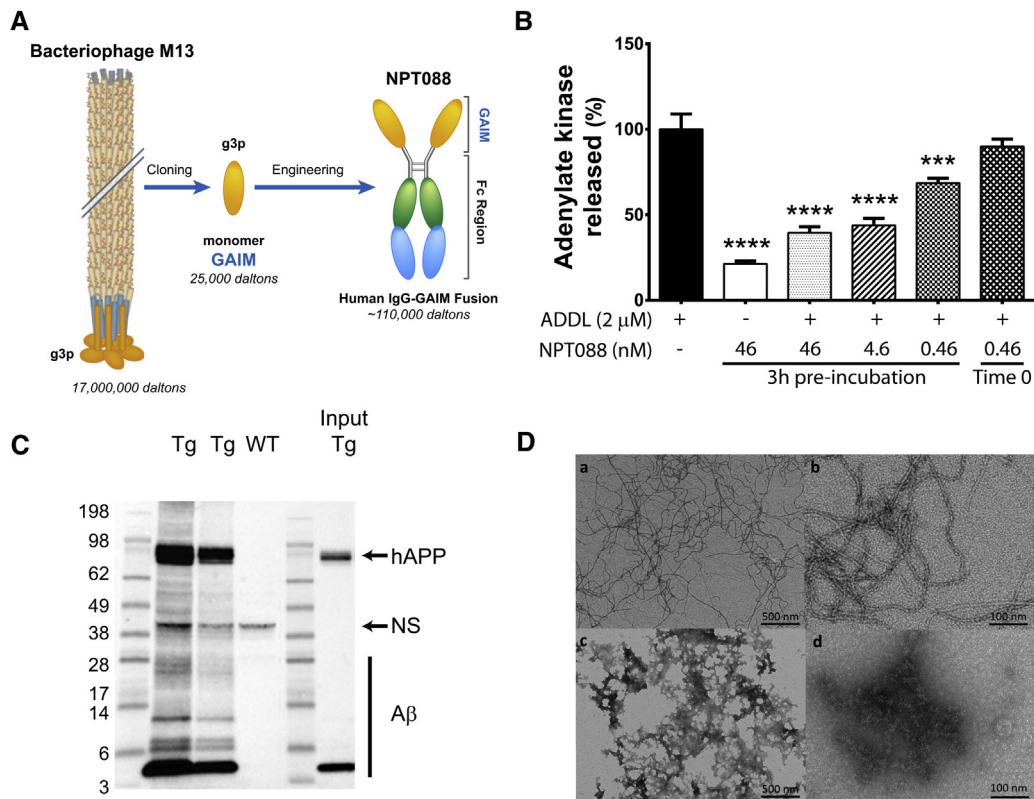 A
Bacteriophage M13
NPT088
g3p
Cloning
Engineering
GAIM
Fc Region
monomer
GAIM
25,000 daltons
Human IgG-GAIM Fusion
~110,000 daltons
g3p
17,000,000 daltons
B
Adenylate kinase
released (%)
150
100
50
0
**** **** **** ***
ADDL (2 μM) + - + + + +
NPT088 (nM) - 46 46 4.6 0.46 0.46
3h pre-incubation Time 0
C
Input
Tg Tg WT Tg
198
98
62
49
38
28
17
14
6
3
hAPP
NS
Aβ
D
a
500 nm
b
100 nm
c
500 nm
d
100 nm